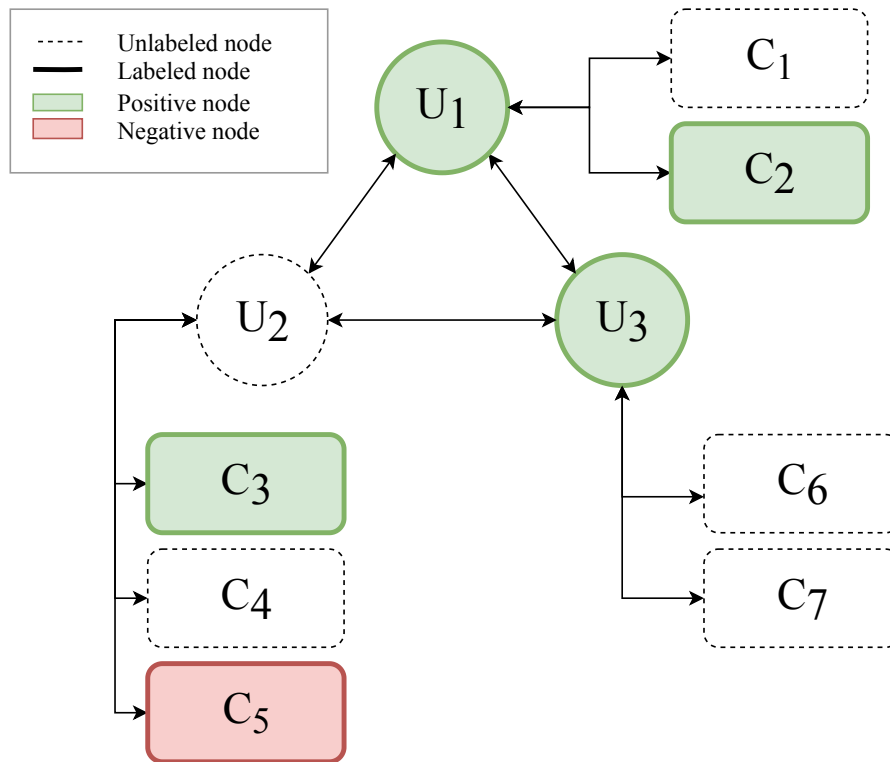 Unlabeled node
Labeled node
Positive node
Negative node
U1
C1
C2
U2
U3
C3
C4
C5
C6
C7